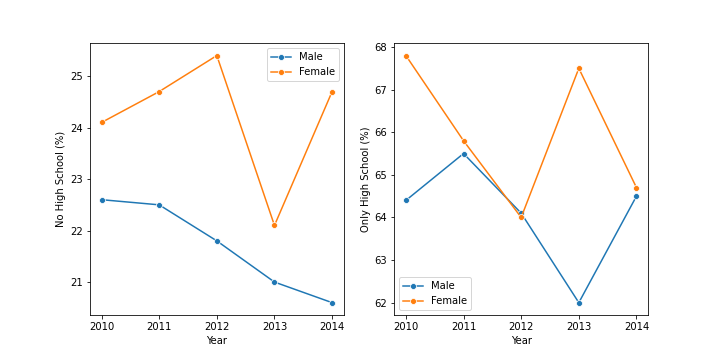 No High School (%)
25
24
23
22
21
2010 2011 2012 2013 2014
Year
Male
Female
Only High School (%)
68
67
66
65
64
63
62
2010 2011 2012 2013 2014
Year
Male
Female